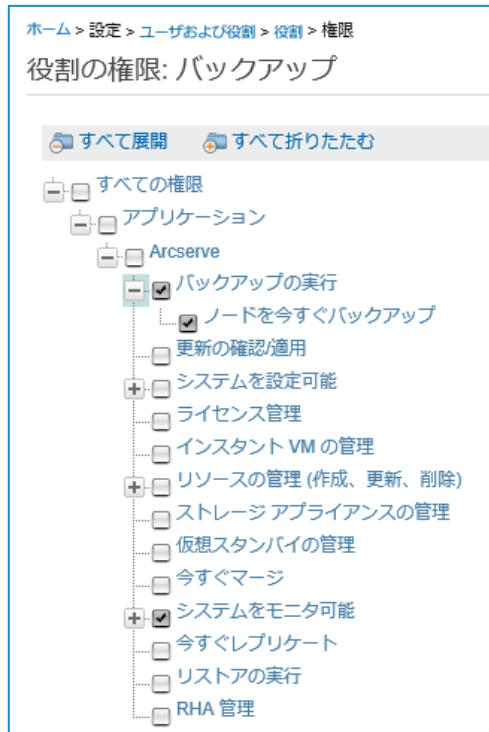 ホーム > 設定 > ユーザおよび役割 > 役割 > 権限
役割の権限: バックアップ
すべて展開 すべて折りたたむ
すべての権限
アプリケーション
Arcserve
バックアップの実行
ノードを今すぐバックアップ
更新の確認/適用
システムを設定可能
ライセンス管理
インスタント VM の管理
リソースの管理 (作成、更新、削除)
ストレージ アプライアンスの管理
仮想スタンバイの管理
今すぐマージ
システムをモニタ可能
今すぐレプリケート
リストアの実行
RHA 管理